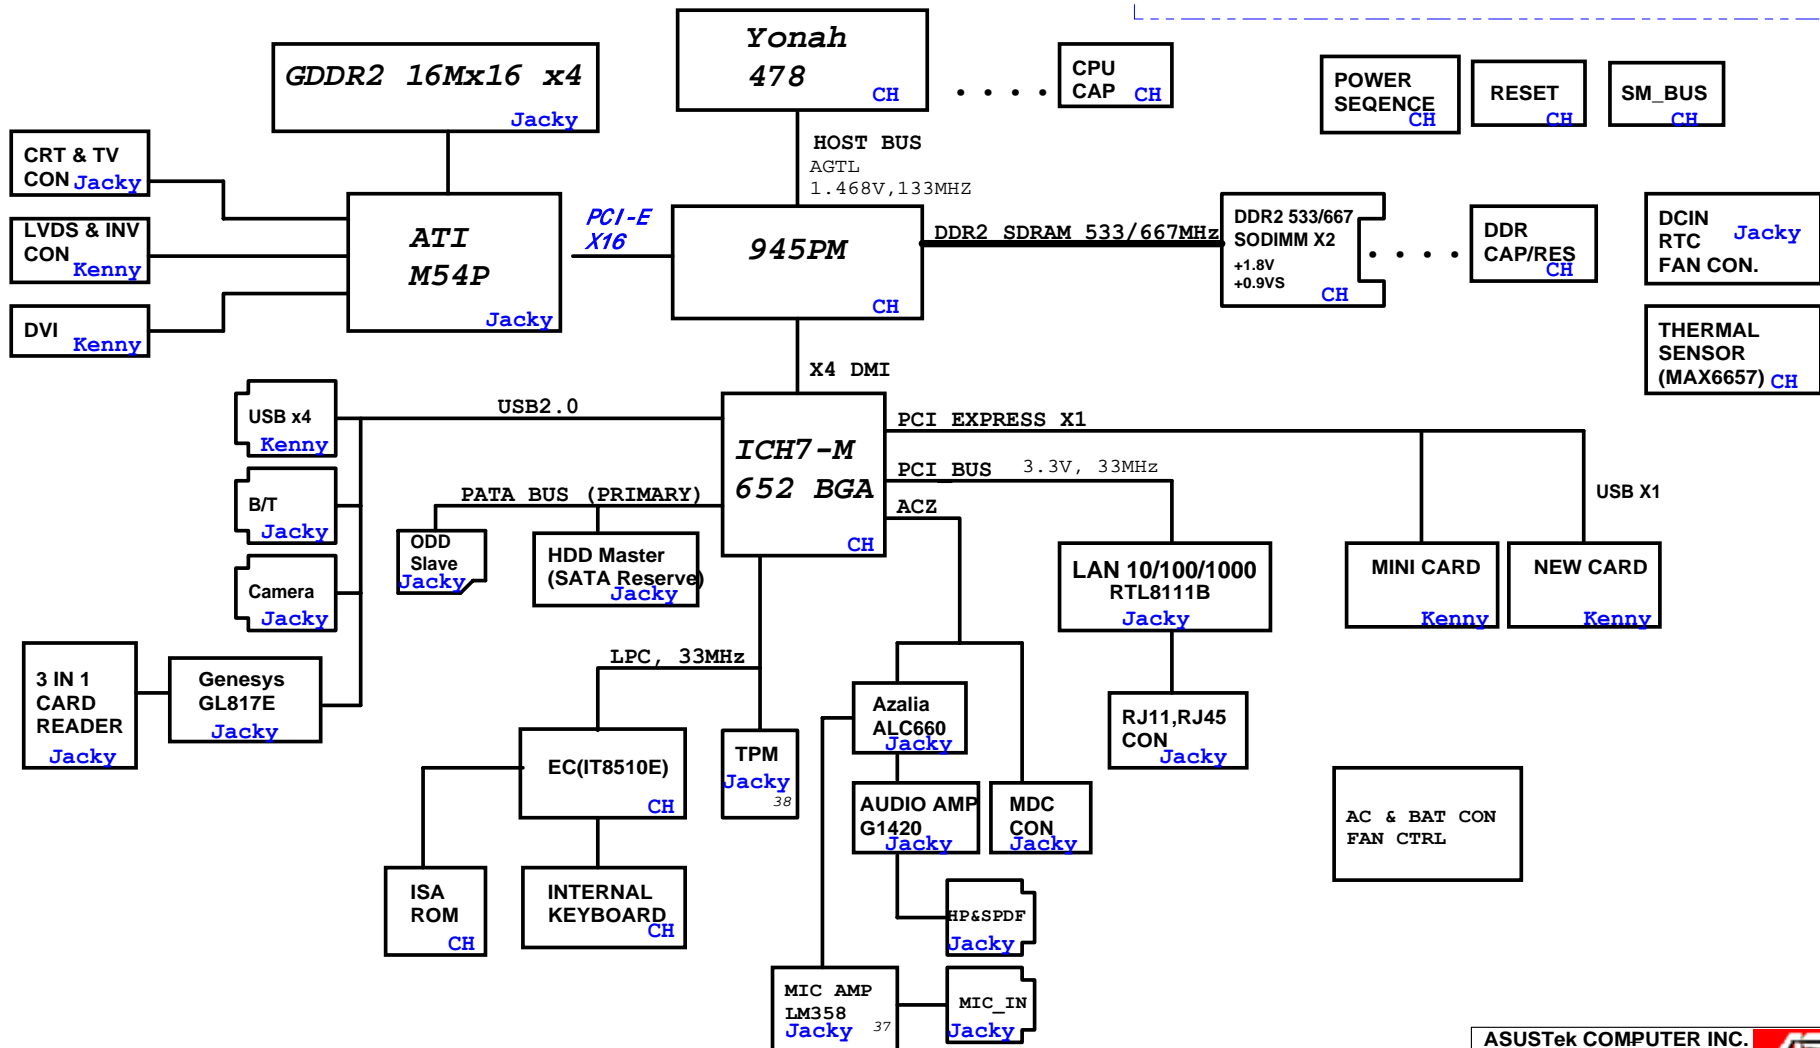 GDDR2 16Mx16 x4
Jacky
Yonah
478
CH
CPU
CAP
CH
POWER
SEQENCE
CH
RESET
CH
SM_BUS
CH
CRT & TV
CON
Jacky
LVDS & INV
CON
Kenny
DVI
Kenny
ATI
M54P
Jacky
PCI-E
X16
HOST BUS
AGTL
1.468V,133MHZ
945PM
CH
DDR2 SDRAM 533/667MHz
DDR2 533/667
SODIMM X2
+1.8V
+0.9VS
CH
DDR
CAP/RES
CH
DCIN
RTC
FAN CON.
Jacky
THERMAL
SENSOR
(MAX6657)
CH
X4 DMI
USB x4
Kenny
USB2.0
B/T
Jacky
Camera
Jacky
ICH7-M
652 BGA
CH
PCI EXPRESS X1
PCI BUS
3.3V, 33MHz
ACZ
USB X1
PATA BUS (PRIMARY)
ODD
Slave
Jacky
HDD Master
(SATA Reserve)
Jacky
LAN 10/100/1000
RTL8111B
Jacky
MINI CARD
Kenny
NEW CARD
Kenny
3 IN 1
CARD
READER
Jacky
Genesys
GL817E
Jacky
LPC, 33MHz
EC(IT8510E)
CH
TPM
Jacky
38
Azalia
ALC660
Jacky
RJ11,RJ45
CON
Jacky
AUDIO AMP
G1420
Jacky
MDC
CON
Jacky
AC & BAT CON
FAN CTRL
ISA
ROM
CH
INTERNAL
KEYBOARD
CH
HP&SPDF
Jacky
MIC AMP
LM358
Jacky
37
MIC_IN
Jacky
ASUSTek COMPUTER INC.